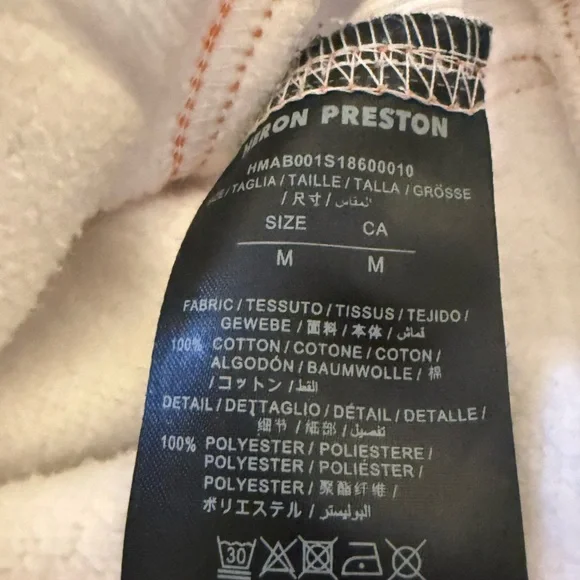 HERON PRESTON
HMAB001S18600010
/TAGLIA/TAILLE/TALLA/GRÖSSE
/尺寸/المقاس/
SIZE CA
M M
FABRIC/TESSUTO/TISSUS/TEJIDO/
GEWEBE/面料/本体/قماش/
100% COTTON/COTONE/COTON/
ALGODÓN/BAUMWOLLE/棉
/コットン/القط/
DETAIL/DETTAGLIO/DÉTAIL/DETALLE/
细节/細部/تفصيل/
100% POLYESTER/POLIESTERE/
POLYESTER/POLIÉSTER/
POLYESTER/聚酯纤维/
ポリエステル/البوليستر/
30